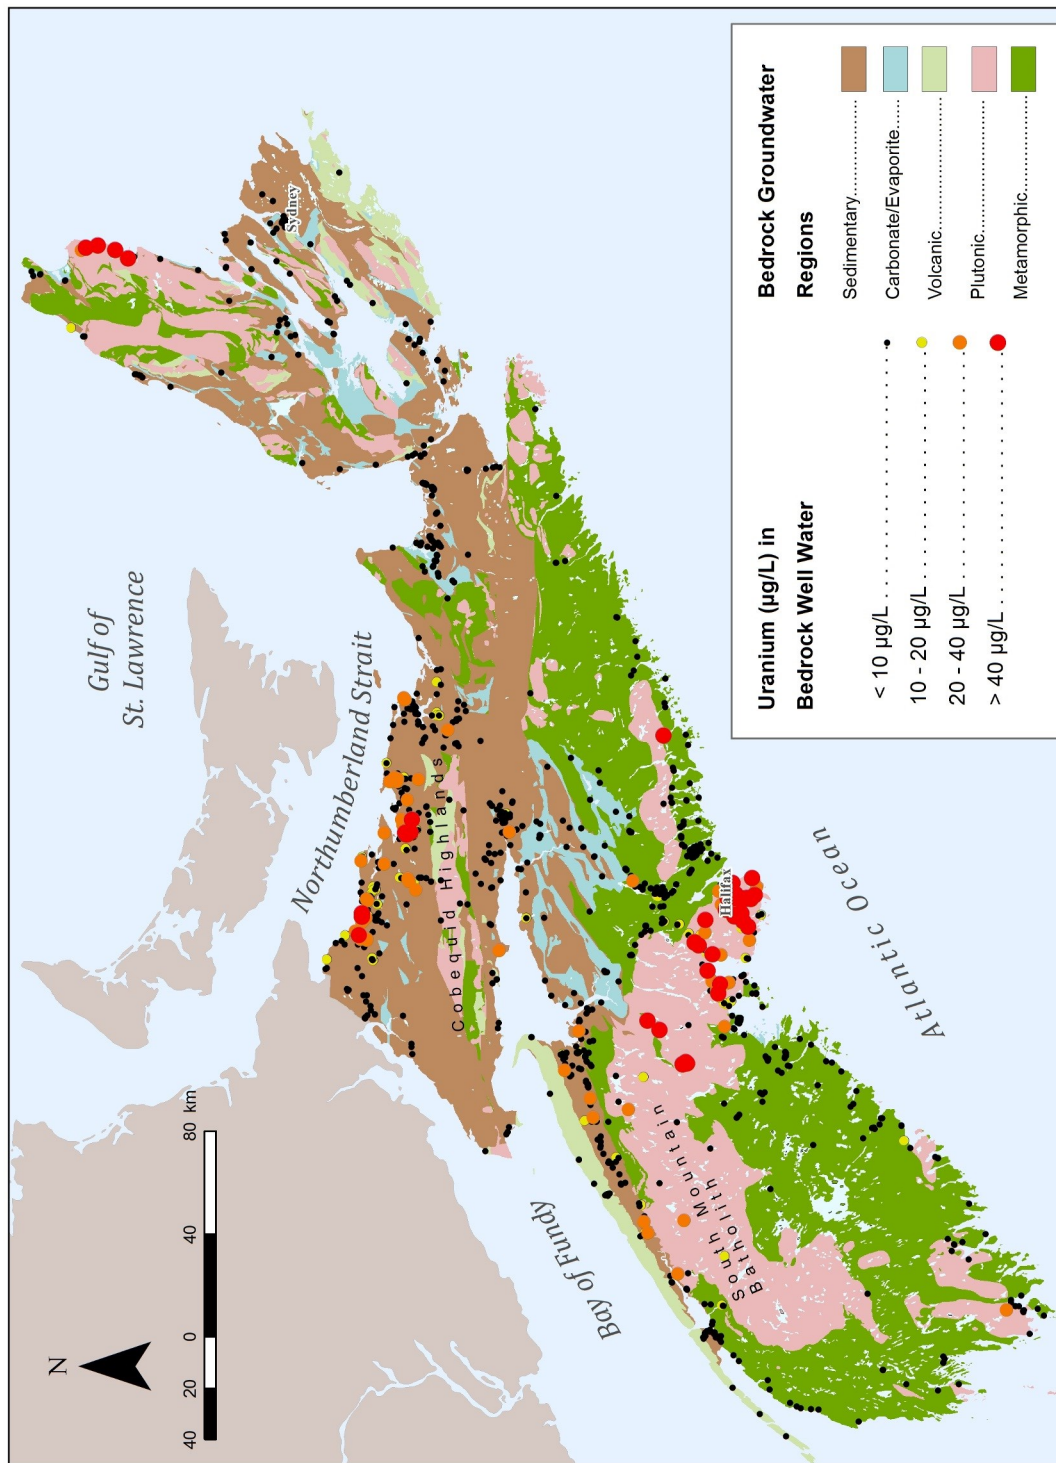 N
40
20
0
40
80 km
Gulf of
St. Lawrence
Northumberland Strait
Cobequid Highlands
Sydney
Bay of Fundy
South Mountain
Batholith
Halifax
Atlantic Ocean
Uranium (µg/L) in
Bedrock Well Water
< 10 µg/L
10 - 20 µg/L
20 - 40 µg/L
> 40 µg/L
Bedrock Groundwater
Regions
Sedimentary
Carbonate/Evaporite
Volcanic
Plutonic
Metamorphic